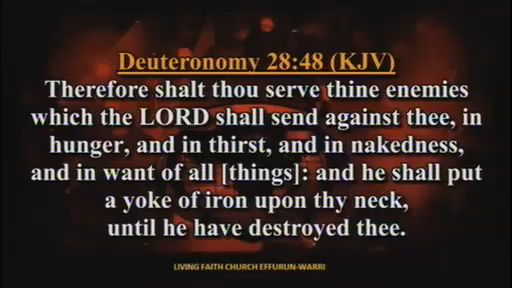 Deuteronomy 28:48 (KJV)
Therefore shalt thou serve thine enemies
which the LORD shall send against thee, in
hunger, and in thirst, and in nakedness,
and in want of all [things]: and he shall put
a yoke of iron upon thy neck,
until he have destroyed thee.
LIVING FAITH CHURCH EFFURUN-WARRI